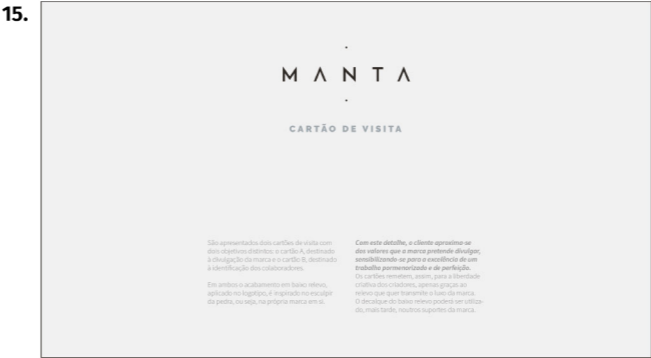 15.
MANTA
CARTÃO DE VISITA
São apresentados dois cartões de visita com
dois objetivos distintos: o cartão A, destinado
à divulgação da marca e o cartão B, destinado
à identificação dos colaboradores.
Em ambos o acabamento em baixo relevo,
aplicado no logotipo, é inspirado no esculpir
da pedra, ou seja, na própria marca em si.
Com este detalhe, o cliente aproxima-se
dos valores que a marca pretende divulgar,
sensibilizando-se para a excelência de um
trabalho pormenorizado e de perfeição.
Os cartões remetem, assim, para a liberdade
criativa dos criadores, apenas graças ao
relevo que quer transmite o luxo da marca.
O decalque do baixo relevo poderá ser utiliza-
do, mais tarde, noutros suportes da marca.